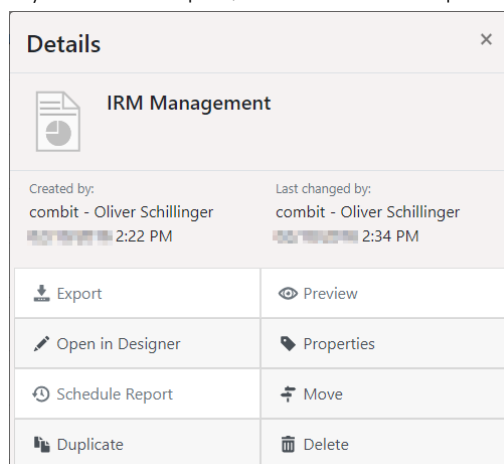 Details ×
IRM Management
Created by: Last changed by:
combit - Oliver Schillinger combit - Oliver Schillinger
2:22 PM 2:34 PM
Export Preview
Open in Designer Properties
Schedule Report Move
Duplicate Delete